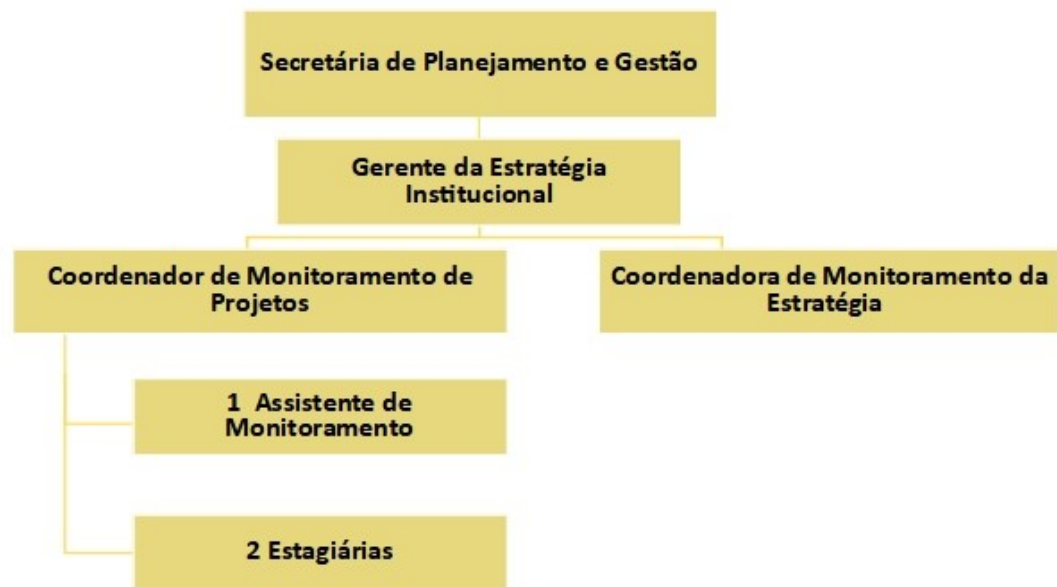 Secretária de Planejamento e Gestão
Gerente da Estratégia
Institucional
Coordenador de Monitoramento de
Projetos
Coordenadora de Monitoramento da
Estratégia
1 Assistente de
Monitoramento
2 Estagiárias